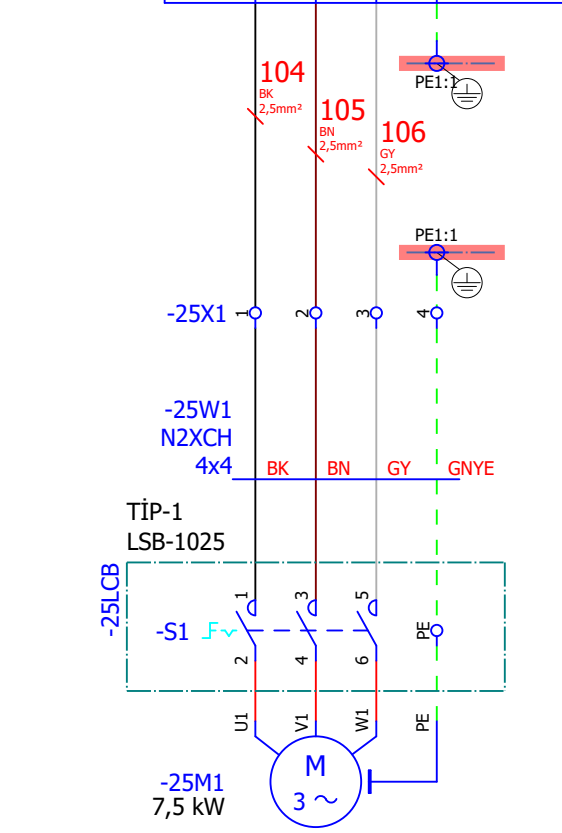 104
BK
2,5mm²
PE1:1
105
BN
2,5mm²
106
GY
2,5mm²
PE1:1
-25X1
1
2
3
4
-25W1
N2XCH
4x4
BK
BN
GY
GNYE
TİP-1
LSB-1025
-25LCB
1
3
5
-S1
PE
2
4
6
U1
V1
W1
PE
M
3 ~
-25M1
7,5 kW